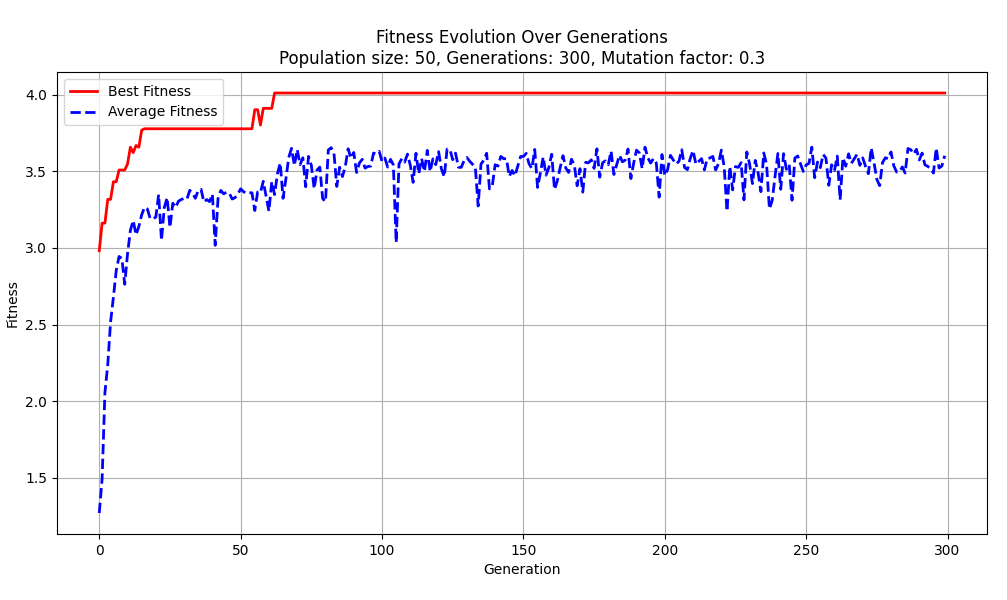 Fitness Evolution Over Generations
Population size: 50, Generations: 300, Mutation factor: 0.3
Best Fitness
Average Fitness
4.0
3.5
3.0
2.5
2.0
1.5
Fitness
0 50 100 150 200 250 300
Generation